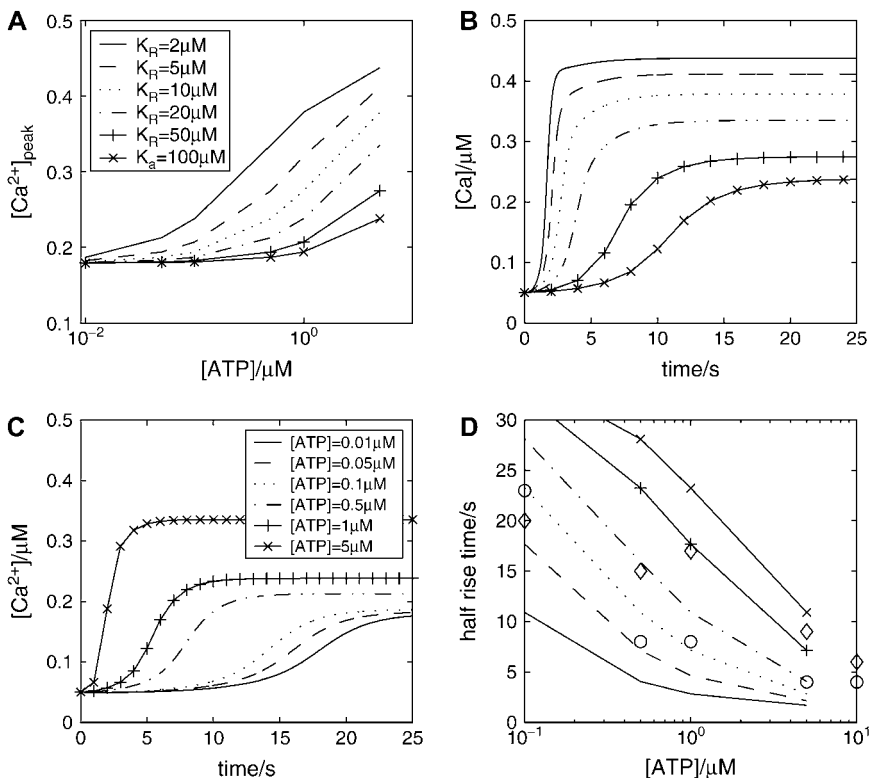 A
0.5
0.4
0.3
0.2
0.1
[Ca2+]peak
K_R=2μM
K_R=5μM
K_R=10μM
K_R=20μM
K_R=50μM
K_a=100μM
10^-2
10^0
[ATP]/μM
B
0.5
0.4
0.3
0.2
0.1
0
[Ca]/μM
0
5
10
15
20
25
time/s
C
0.5
0.4
0.3
0.2
0.1
0
[Ca2+]/μM
[ATP]=0.01μM
[ATP]=0.05μM
[ATP]=0.1μM
[ATP]=0.5μM
[ATP]=1μM
[ATP]=5μM
0
5
10
15
20
25
time/s
D
30
25
20
15
10
5
0
half rise time/s
10^-1
10^0
10^1
[ATP]/μM